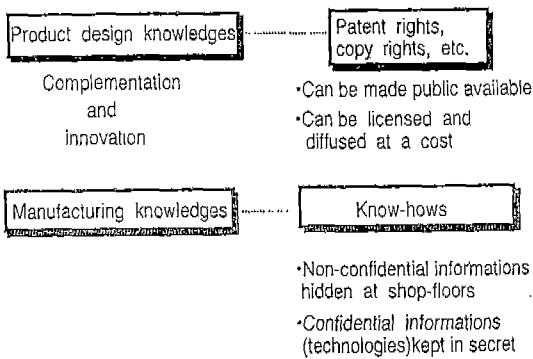 Product design knowledges
Patent rights,
copy rights, etc.
Complementation
and
innovation
•Can be made public available
•Can be licensed and
diffused at a cost
Manufacturing knowledges
Know-hows
•Non-confidential informations
hidden at shop-floors
•Confidential informations
(technologies)kept in secret